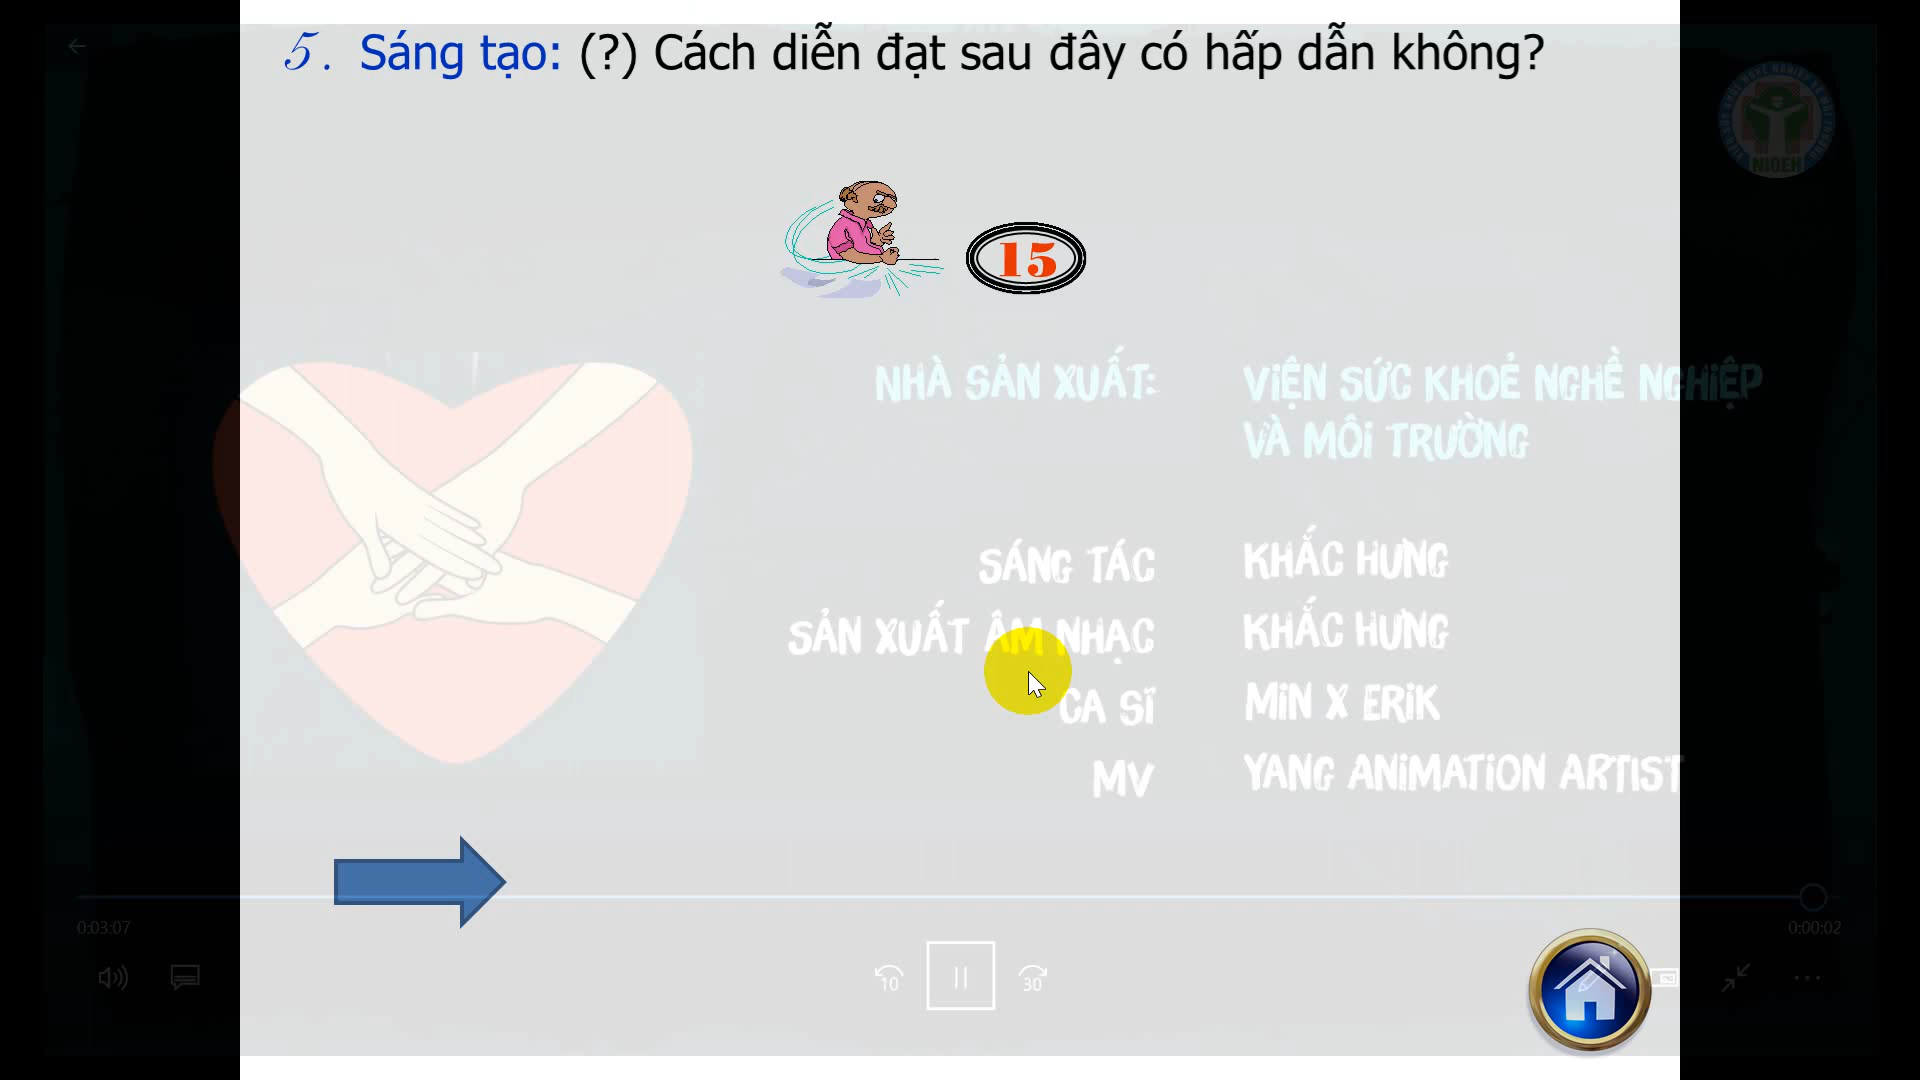 5. Sáng tạo: (?) Cách diễn đạt sau đây có hấp dẫn không?
15
NHÀ SẢN XUẤT: VIỆN SỨC KHOẺ NGHỀ NGHIỆP
VÀ MÔI TRƯỜNG
SÁNG TÁC KHẮC HƯNG
SẢN XUẤT ÂM NHẠC KHẮC HƯNG
CA SĨ MIN X ERIK
MV YANG ANIMATION ARTIST
0:03:07
0:00:02
10
30
NIOEH